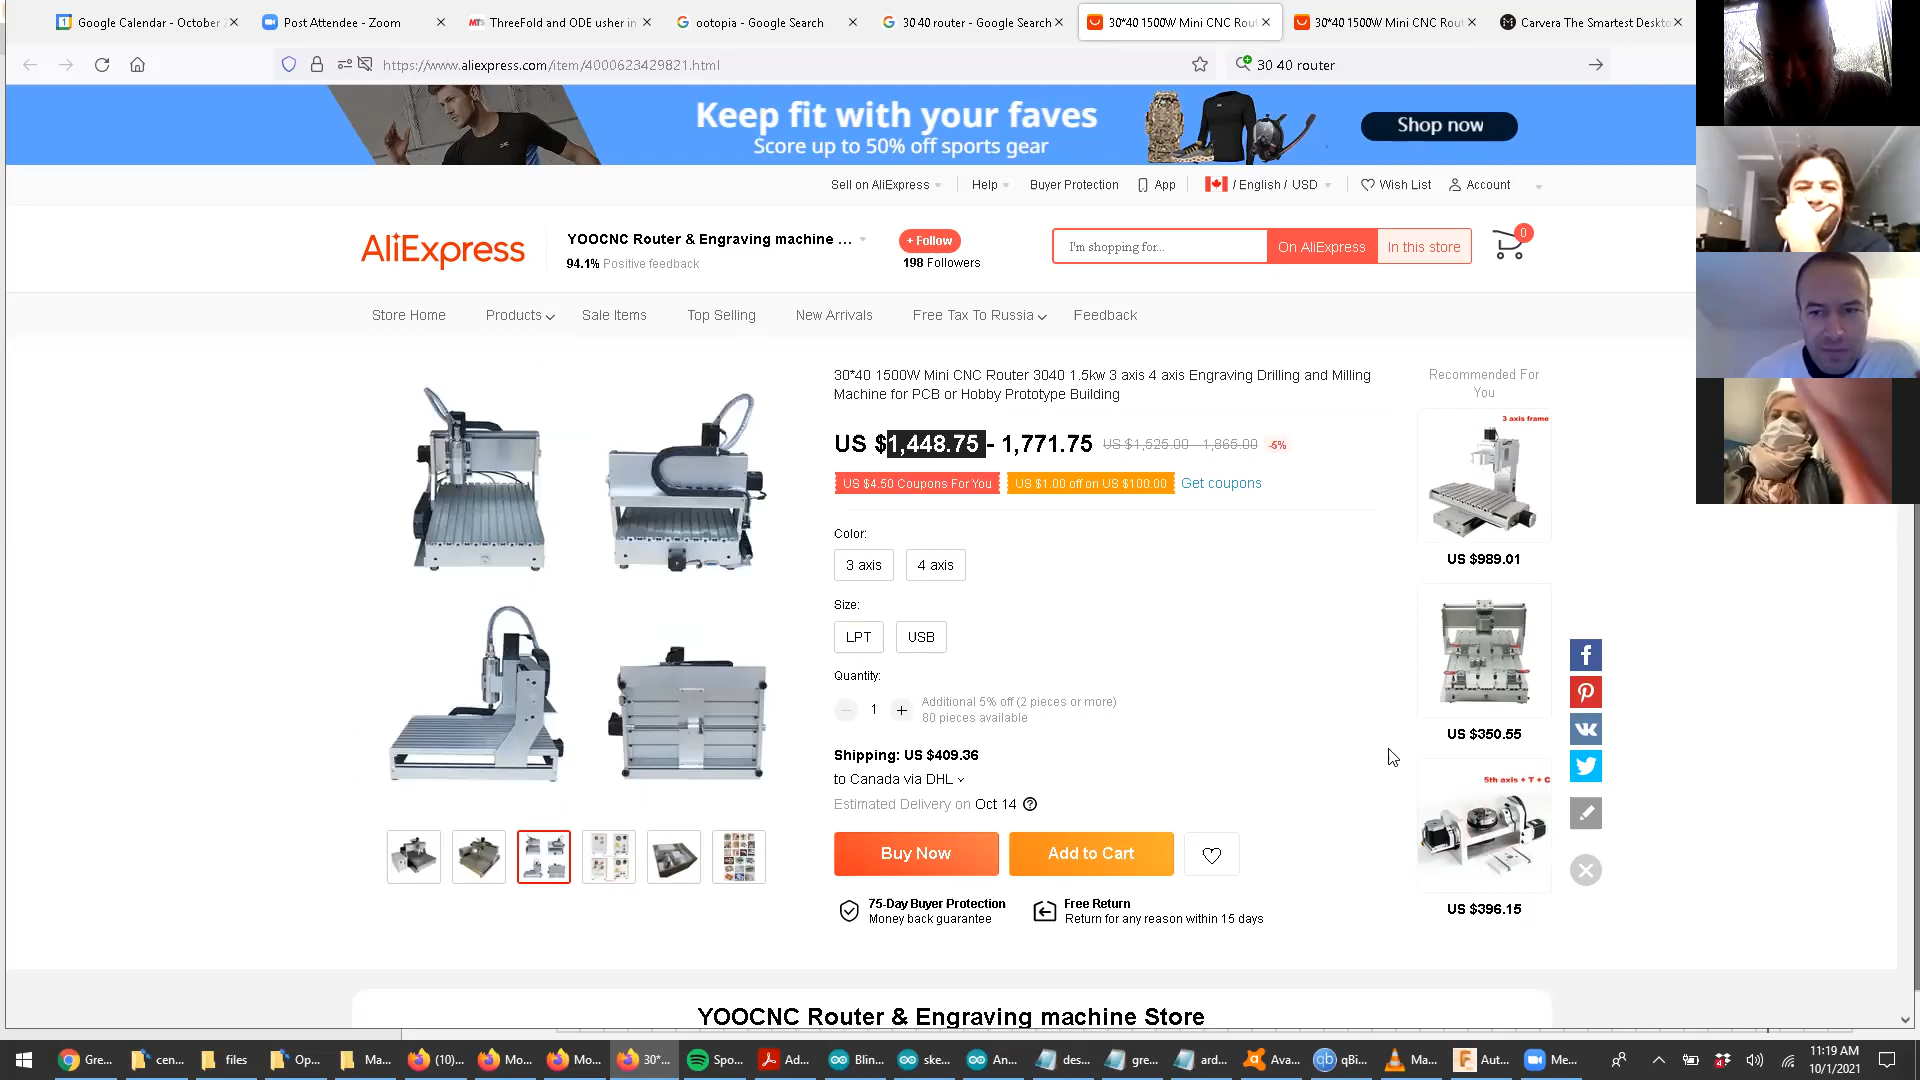 Google Calendar - October
Post Attendee - Zoom
MTS
ThreeFold and ODE usher in
ootopia - Google Search
30 40 router - Google Search
30*40 1500W Mini CNC Rou
30*40 1500W Mini CNC Rout
Carvera The Smartest Deskto
https://www.aliexpress.com/item/4000623429821.html
30 40 router
Keep fit with your faves
Score up to 50% off sports gear
Shop now
Sell on AliExpress
Help
Buyer Protection
App
/ English / USD
Wish List
Account
AliExpress
YOOCNC Router & Engraving machine ...
94.1% Positive feedback
+ Follow
198 Followers
I'm shopping for...
On AliExpress
In this store
0
Store Home
Products
Sale Items
Top Selling
New Arrivals
Free Tax To Russia
Feedback
30*40 1500W Mini CNC Router 3040 1.5kw 3 axis 4 axis Engraving Drilling and Milling
Machine for PCB or Hobby Prototype Building
US $1,448.75 - 1,771.75
US $1,525.00 - 1,865.00
-5%
US $4.50 Coupons For You
US $1.00 off on US $100.00
Get coupons
Color:
3 axis
4 axis
Size:
LPT
USB
Quantity:
1
Additional 5% off (2 pieces or more)
80 pieces available
Shipping: US $409.36
to Canada via DHL
Estimated Delivery on Oct 14
Buy Now
Add to Cart
75-Day Buyer Protection
Money back guarantee
Free Return
Return for any reason within 15 days
Recommended For
You
3 axis frame
US $989.01
US $350.55
5th axis + T + C
US $396.15
YOOCNC Router & Engraving machine Store
Gre...
cen...
files
Op...
Ma...
(10)...
Mo...
Mo...
30*...
Spo...
Ad...
Blin...
ske...
An...
des...
gre...
ard...
Ava...
qBi...
Ma...
Aut...
Me...
11:19 AM
10/1/2021